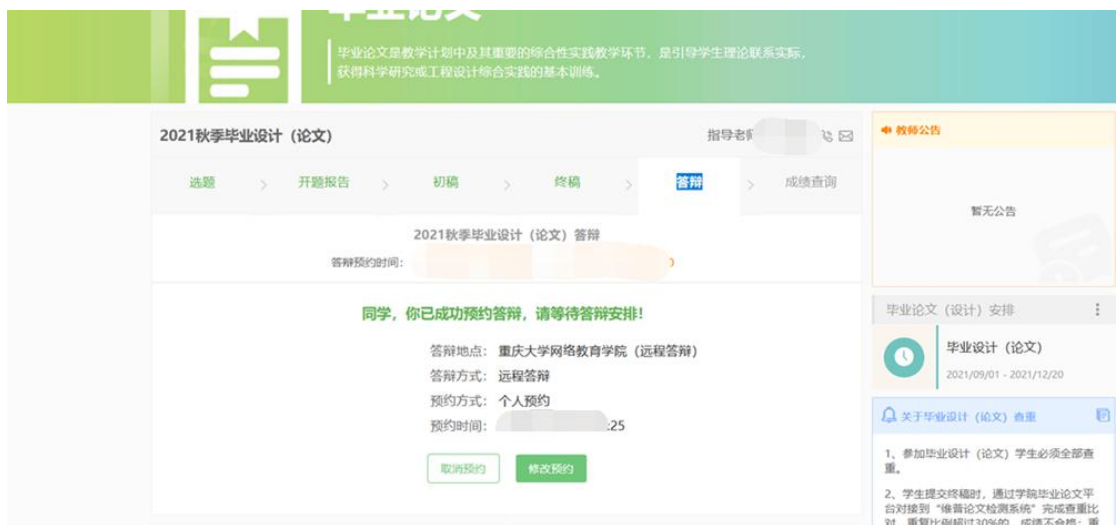 毕业论文
毕业论文是教学计划中及其重要的综合性实践教学环节，是引导学生理论联系实际，
获得科学研究或工程设计综合实践的基本训练。
2021秋季毕业设计（论文）
指导老师
选题 > 开题报告 > 初稿 > 终稿 > 答辩 > 成绩查询
2021秋季毕业设计（论文）答辩
答辩预约时间：
同学，你已成功预约答辩，请等待答辩安排！
答辩地点： 重庆大学网络教育学院（远程答辩）
答辩方式： 远程答辩
预约方式： 个人预约
预约时间： :25
取消预约 修改预约
教师公告
暂无公告
毕业论文（设计）安排
毕业设计（论文）
2021/09/01 - 2021/12/20
关于毕业设计（论文）查重
1、参加毕业设计（论文）学生必须全部查
重。
2、学生提交终稿时，通过学院毕业论文平
台对接到“维普论文检测系统”完成查重比
对，重复比例超过30%的，成绩不合格；重